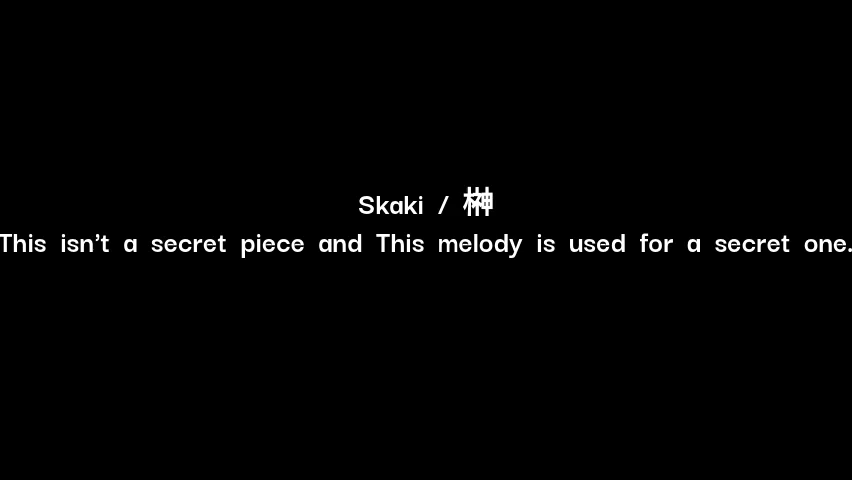 Skaki / 榊
This isn’t a secret piece and This melody is used for a secret one.